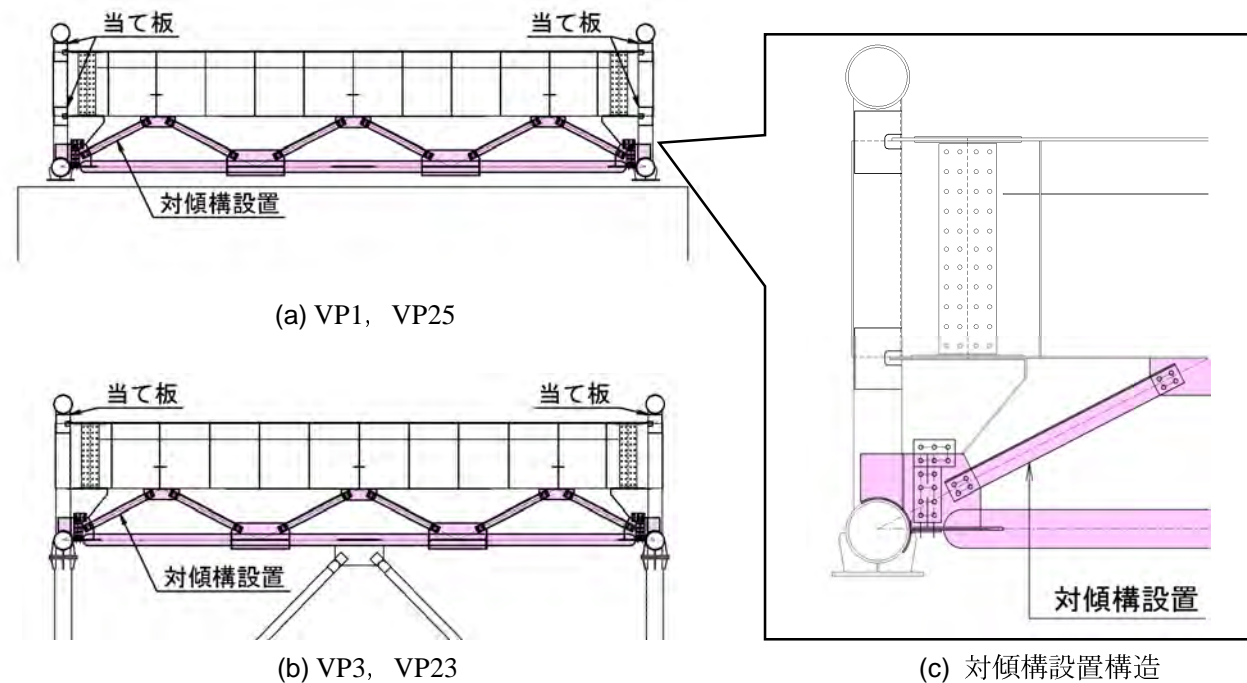 当て板
当て板
対傾構設置
(a) VP1, VP25
当て板
当て板
対傾構設置
(b) VP3, VP23
対傾構設置
(c) 対傾構設置構造